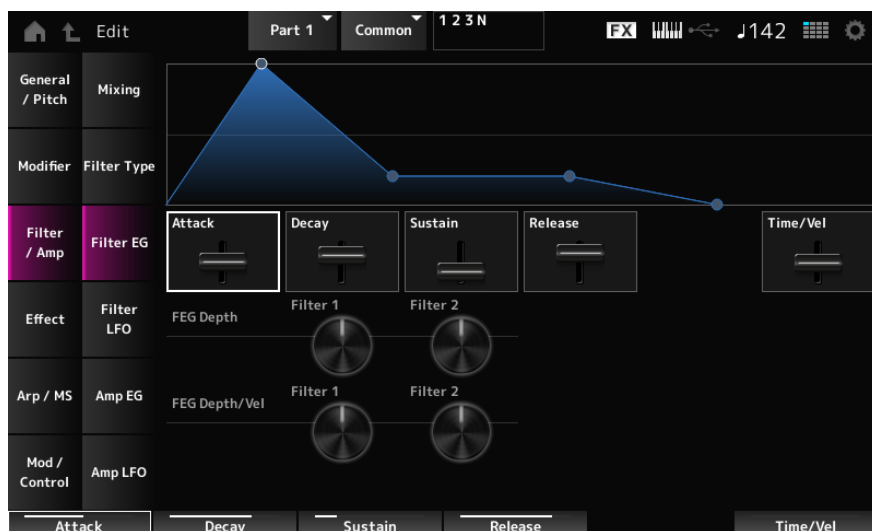 Edit
Part 1
Common
1 2 3 N
FX
♩142
General
/ Pitch
Mixing
Modifier
Filter Type
Filter
/ Amp
Filter EG
Effect
Filter
LFO
Arp / MS
Amp EG
Mod /
Control
Amp LFO
Attack
Decay
Sustain
Release
Time/Vel
FEG Depth
Filter 1
Filter 2
FEG Depth/Vel
Filter 1
Filter 2
Attack
Decay
Sustain
Release
Time/Vel